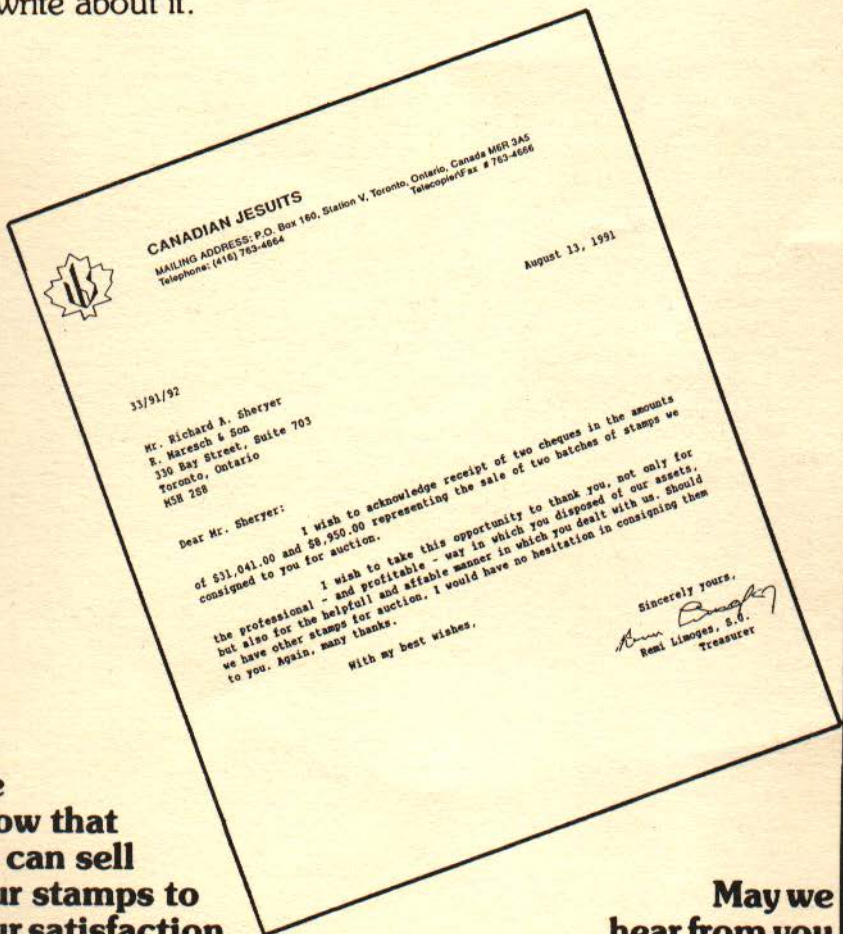 write about it.
CANADIAN JESUITS
MAILING ADDRESS: P.O. Box 160, Station V, Toronto, Ontario, Canada M6R 3A5
Telephone: (416) 763-4664 Telecopier/Fax # 763-4666
August 13, 1991
33/91/92
Mr. Richard A. Sheryer
R. Maresch & Son
330 Bay Street, Suite 703
Toronto, Ontario
M5H 2S8
Dear Mr. Sheryer:
I wish to acknowledge receipt of two cheques in the amounts
of $31,041.00 and $8,950.00 representing the sale of two batches of stamps we
consigned to you for auction.
I wish to take this opportunity to thank you, not only for
the professional - and profitable - way in which you disposed of our assets,
but also for the helpfull and affable manner in which you dealt with us. Should
we have other stamps for auction, I would have no hesitation in consigning them
to you. Again, many thanks.
With my best wishes,
Sincerely yours,
Remi Limoges, S.J.
Treasurer
ow that
can sell
ur stamps to
ur satisfaction
May we
hear from you